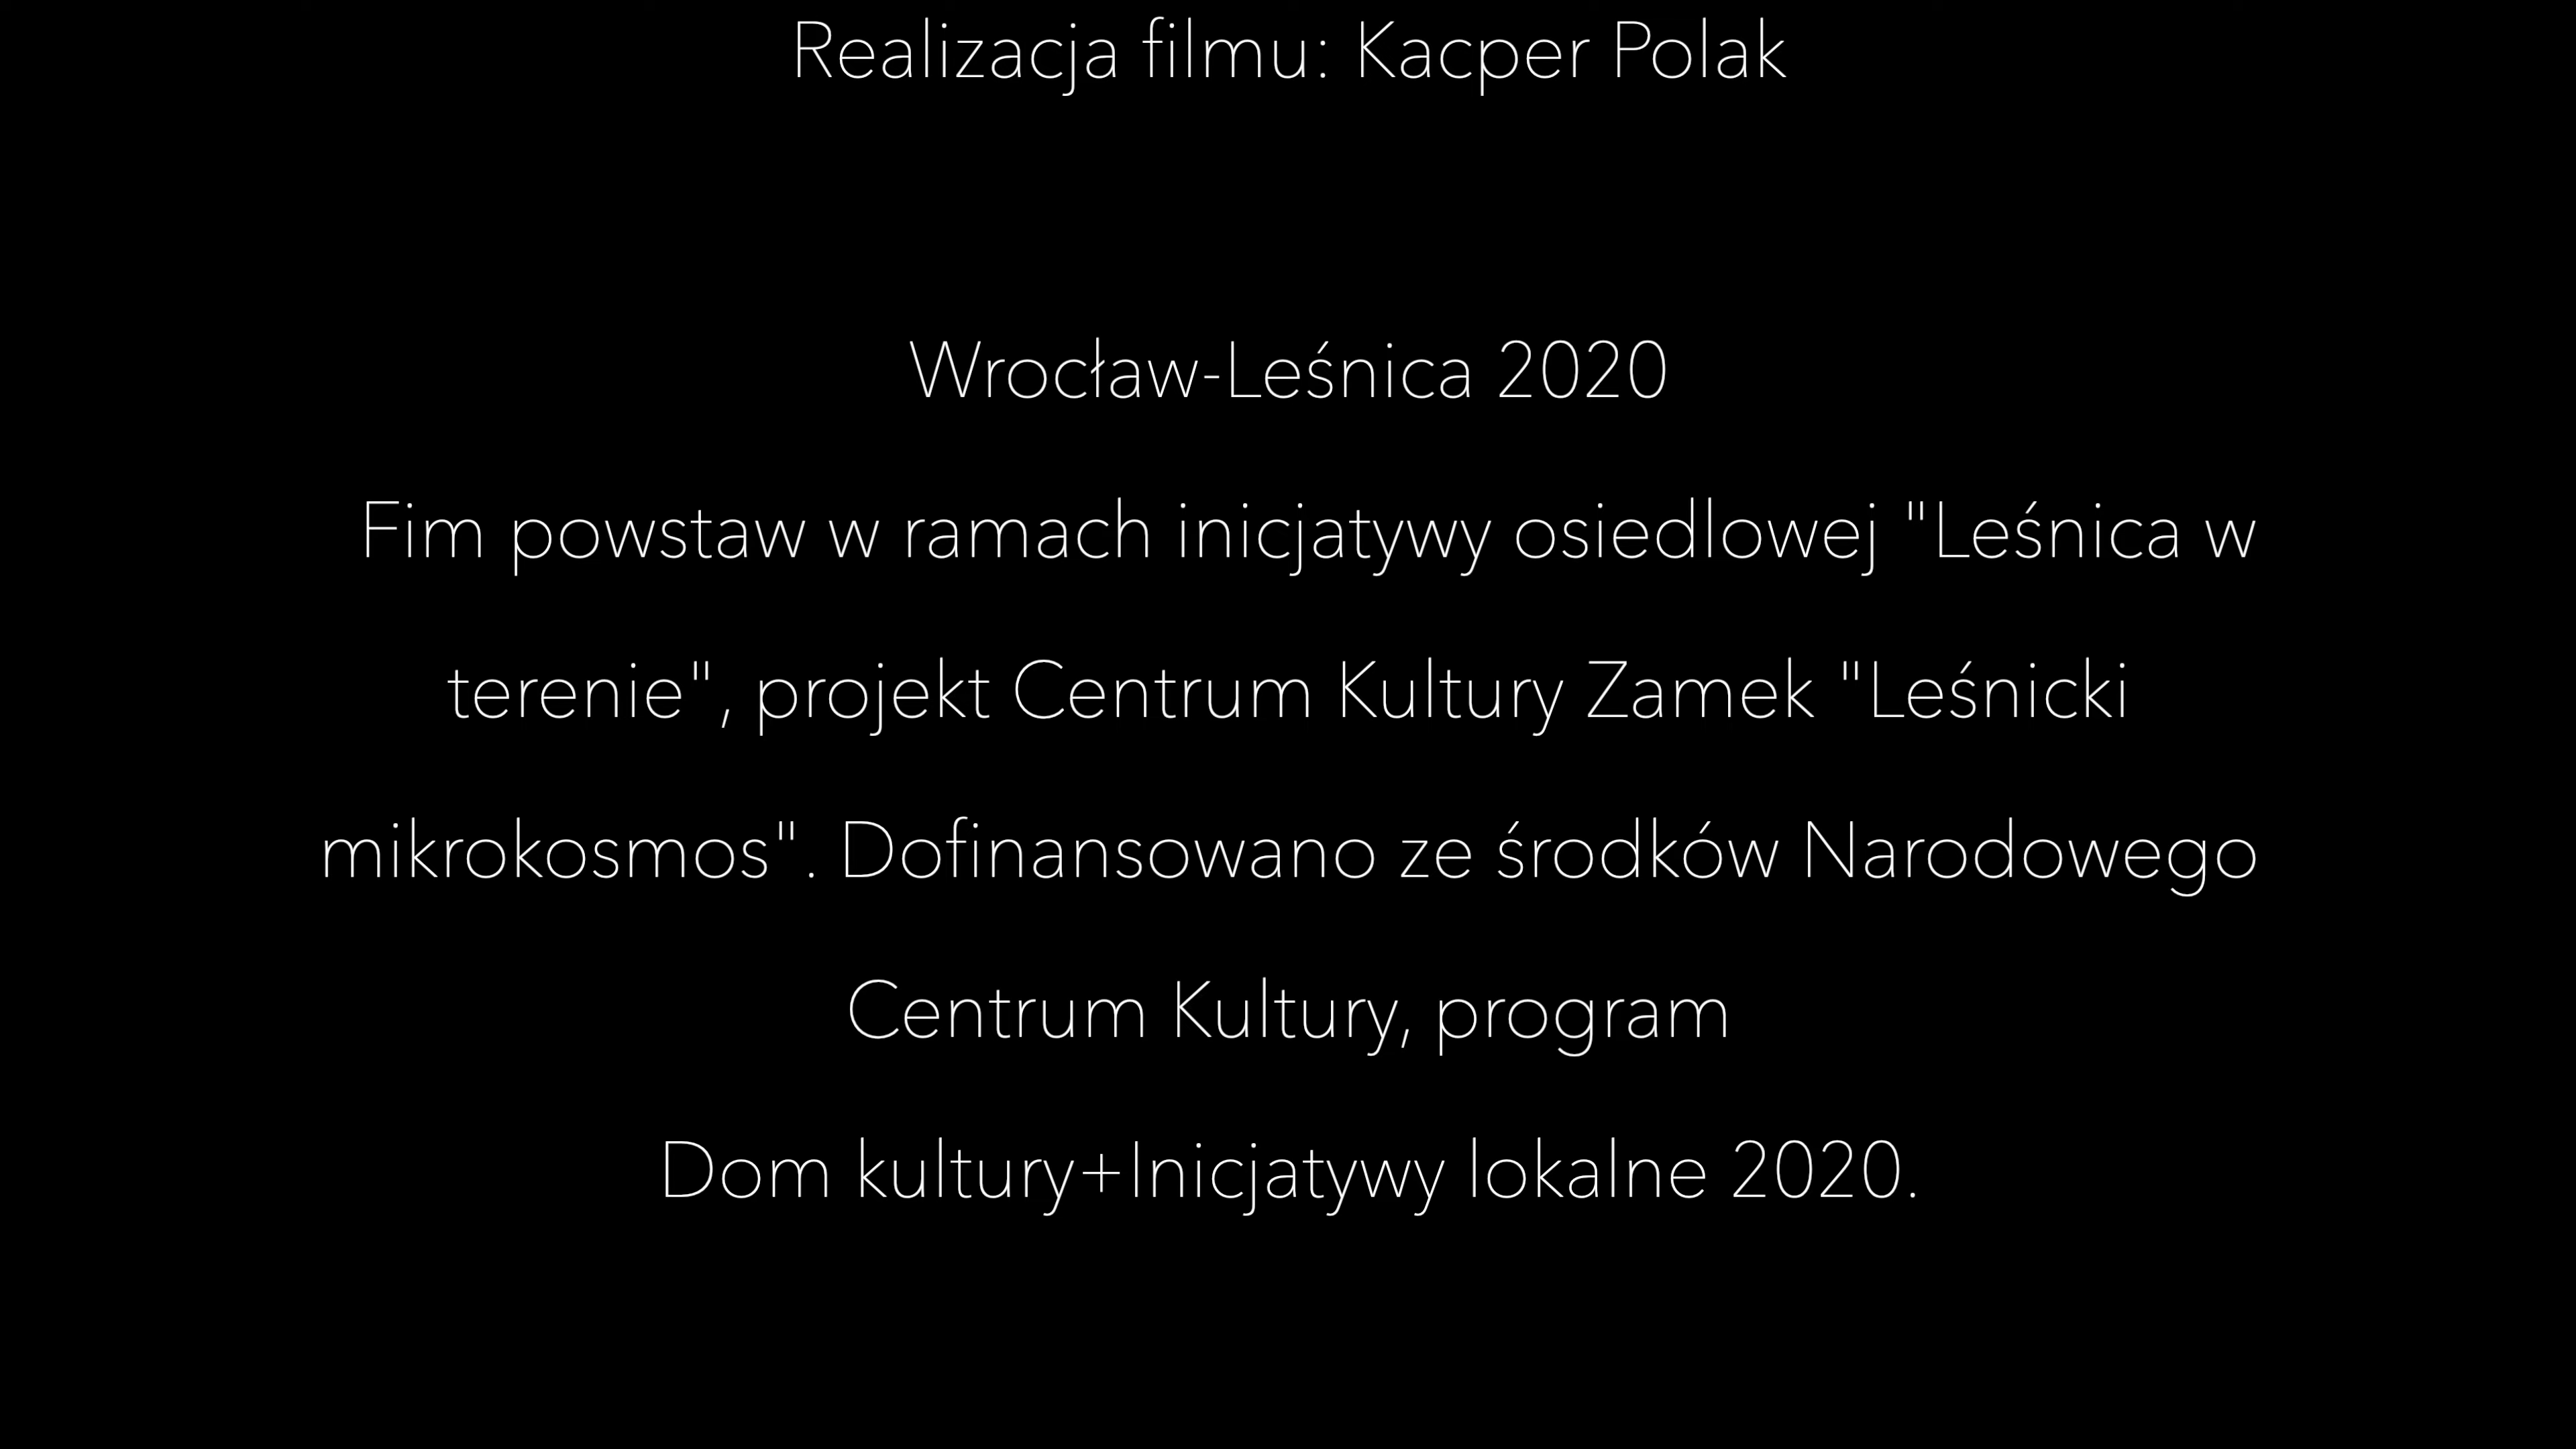 Realizacja filmu: Kacper Polak
Wrocław-Leśnica 2020
Fim powstaw w ramach inicjatywy osiedlowej "Leśnica w
terenie", projekt Centrum Kultury Zamek "Leśnicki
mikrokosmos". Dofinansowano ze środków Narodowego
Centrum Kultury, program
Dom kultury+Inicjatywy lokalne 2020.